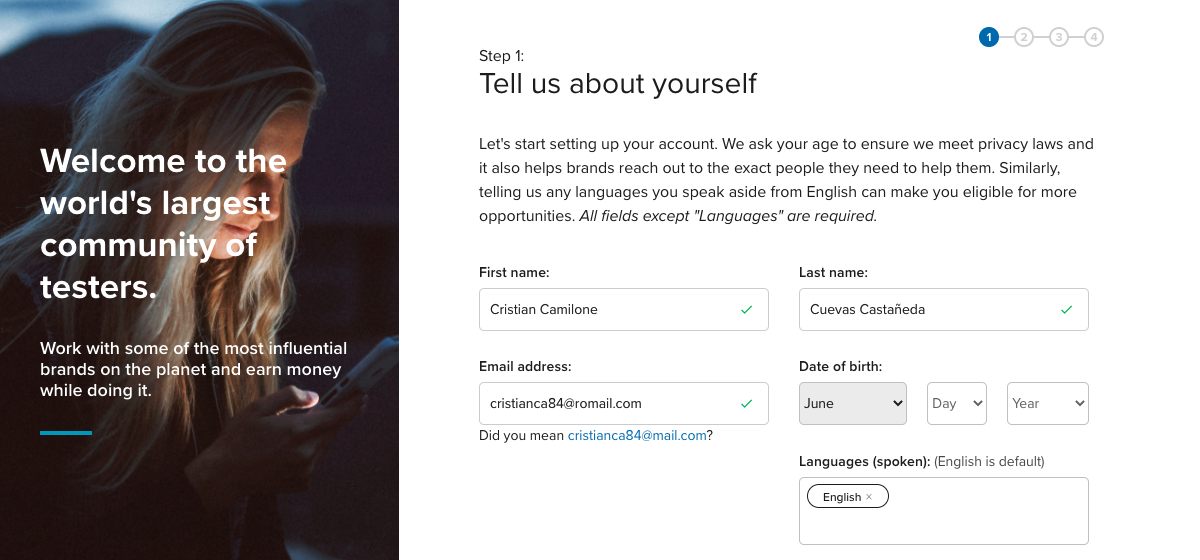 Welcome to the
world's largest
community of
testers.
Work with some of the most influential
brands on the planet and earn money
while doing it.
1 2 3 4
Step 1:
Tell us about yourself
Let's start setting up your account. We ask your age to ensure we meet privacy laws and
it also helps brands reach out to the exact people they need to help them. Similarly,
telling us any languages you speak aside from English can make you eligible for more
opportunities. All fields except "Languages" are required.
First name:
Cristian Camilone
Last name:
Cuevas Castañeda
Email address:
cristianca84@romail.com
Did you mean cristianca84@mail.com?
Date of birth:
June Day Year
Languages (spoken): (English is default)
English ×